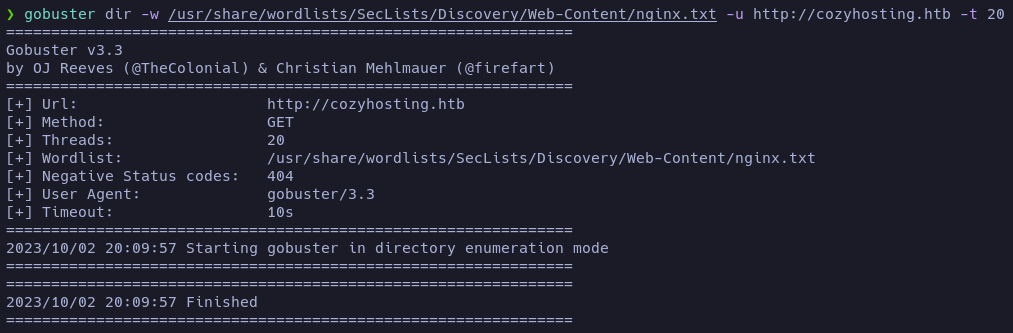 ❯ gobuster dir -w /usr/share/wordlists/SecLists/Discovery/Web-Content/nginx.txt -u http://cozyhosting.htb -t 20
===============================================================
Gobuster v3.3
by OJ Reeves (@TheColonial) & Christian Mehlmauer (@firefart)
===============================================================
[+] Url:                     http://cozyhosting.htb
[+] Method:                  GET
[+] Threads:                 20
[+] Wordlist:                /usr/share/wordlists/SecLists/Discovery/Web-Content/nginx.txt
[+] Negative Status codes:   404
[+] User Agent:              gobuster/3.3
[+] Timeout:                 10s
===============================================================
2023/10/02 20:09:57 Starting gobuster in directory enumeration mode
===============================================================
===============================================================
2023/10/02 20:09:57 Finished
===============================================================